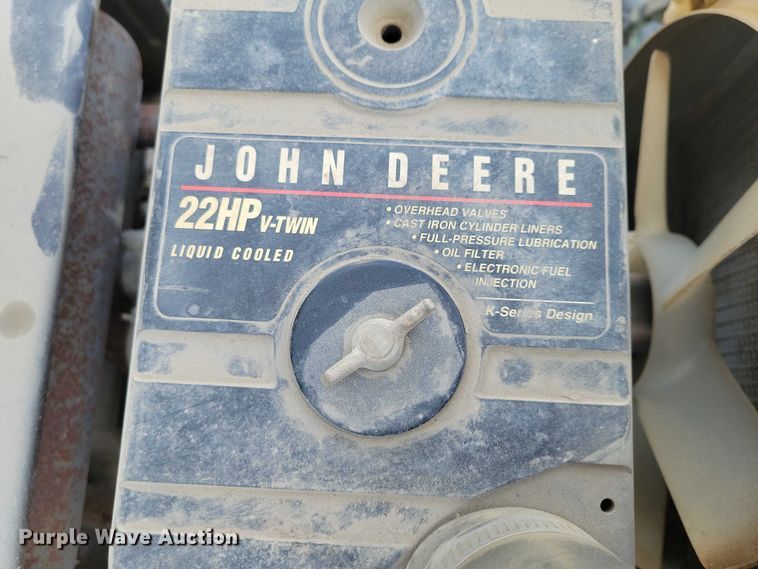 JOHN DEERE
22HP V-TWIN
LIQUID COOLED
• OVERHEAD VALVES
• CAST IRON CYLINDER LINERS
• FULL-PRESSURE LUBRICATION
• OIL FILTER
• ELECTRONIC FUEL
INJECTION
K-Series Design
Purple Wave Auction